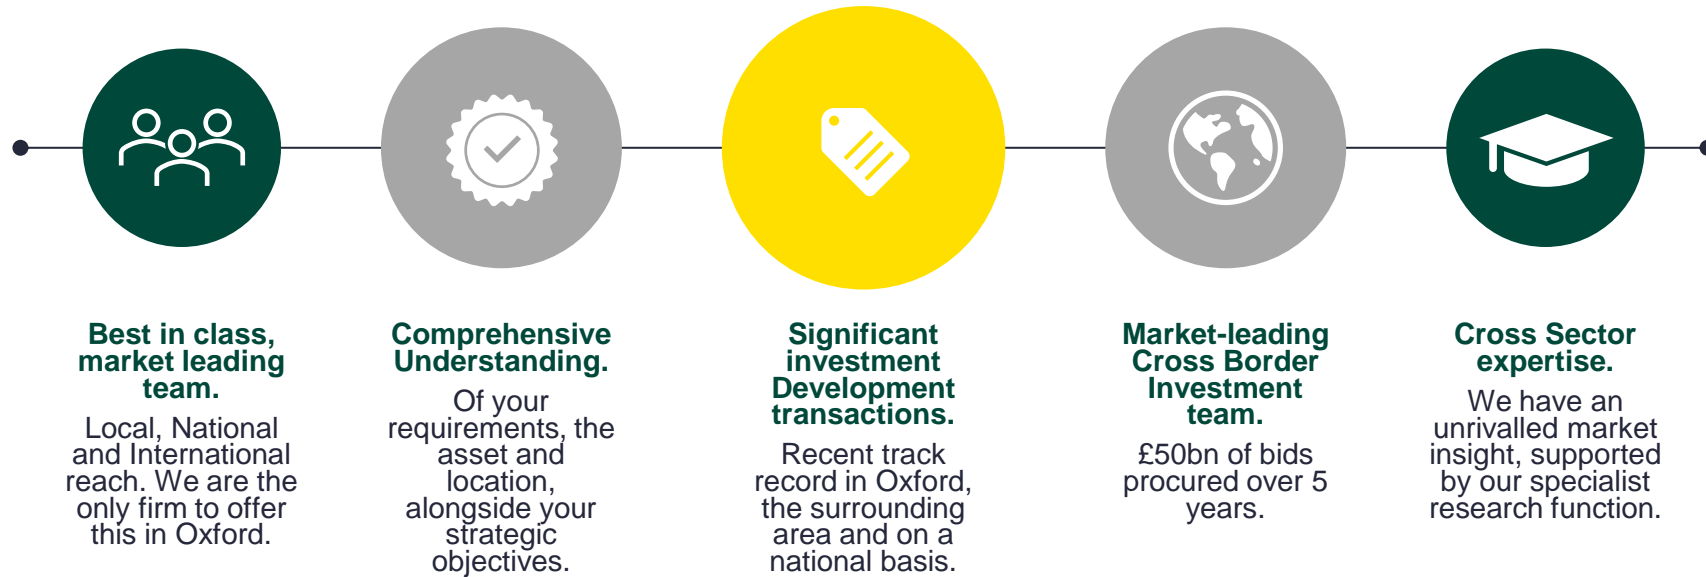 Best in class,
market leading
team.
Local, National
and International
reach. We are the
only firm to offer
this in Oxford.
Comprehensive
Understanding.
Of your
requirements, the
asset and
location,
alongside your
strategic
objectives.
Significant
investment
Development
transactions.
Recent track
record in Oxford,
the surrounding
area and on a
national basis.
Market-leading
Cross Border
Investment
team.
£50bn of bids
procured over 5
years.
Cross Sector
expertise.
We have an
unrivalled market
insight, supported
by our specialist
research function.